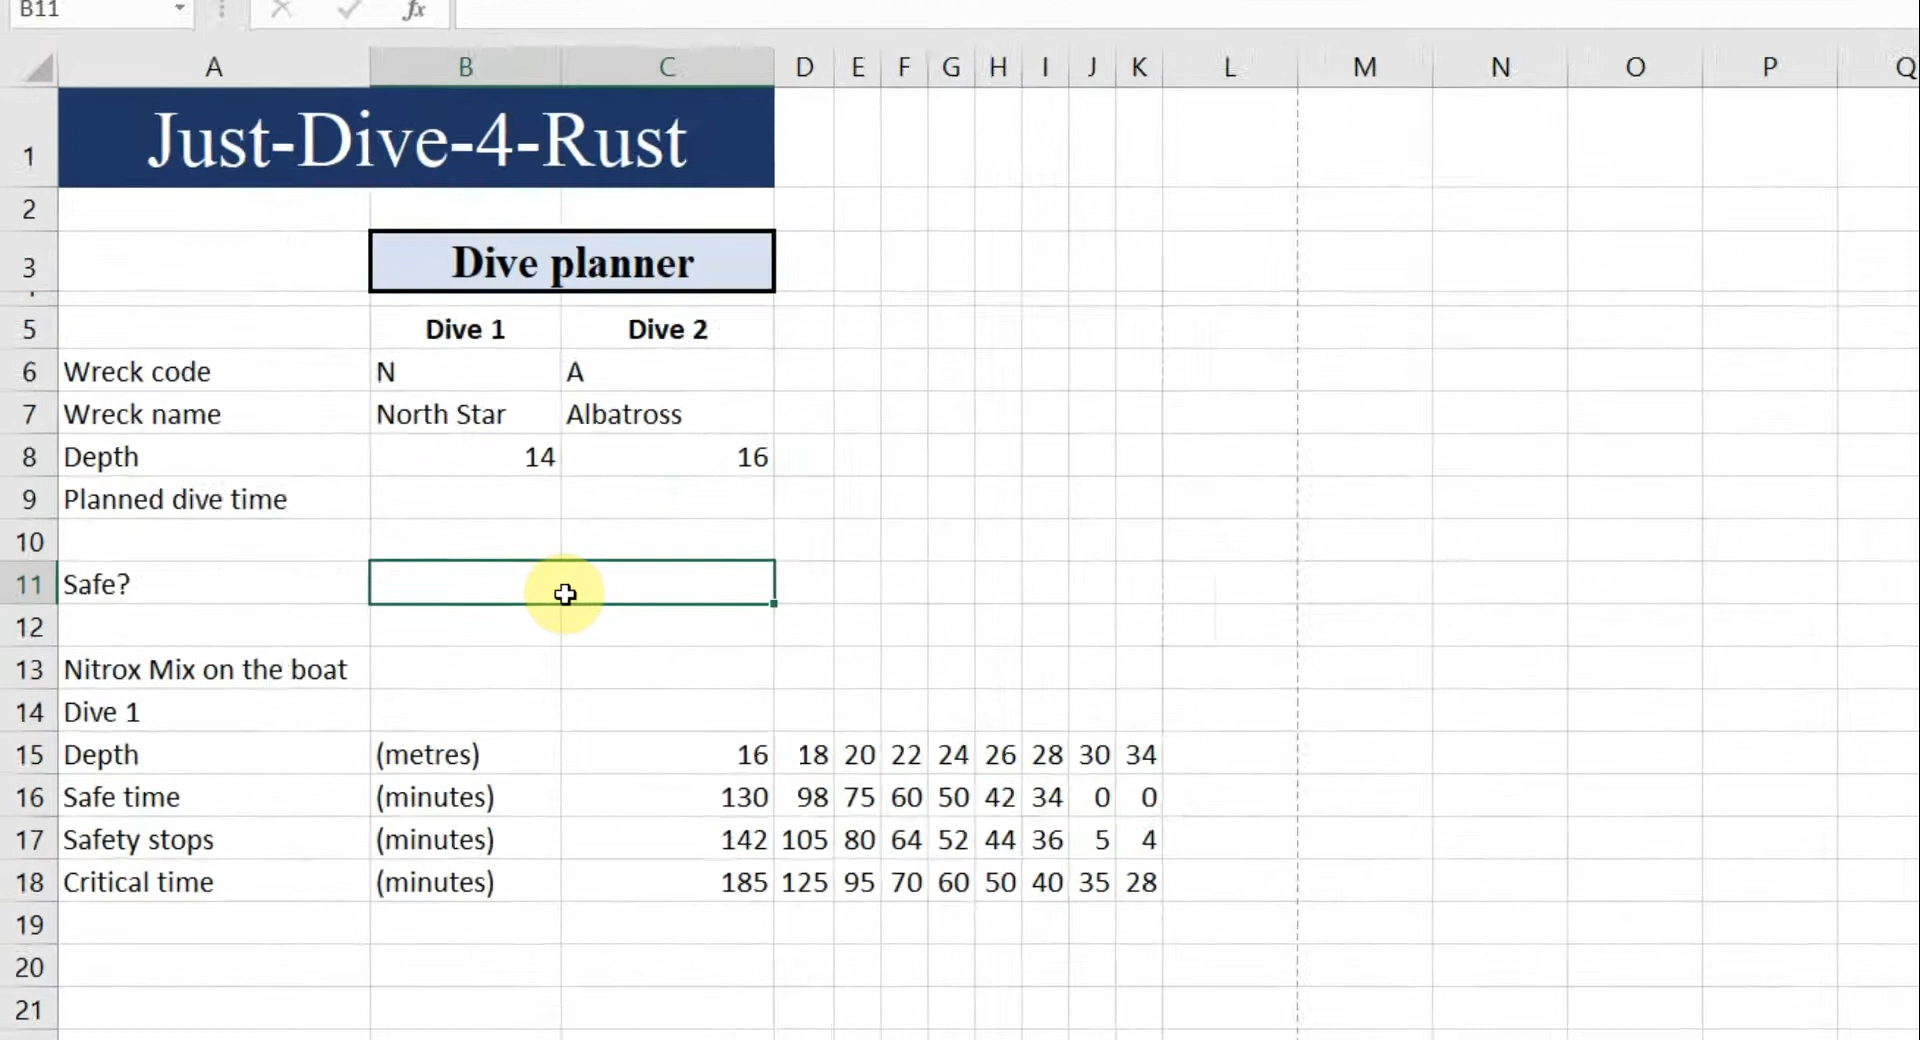 B11 fx
A B C D E F G H I J K L M N O P Q
1 Just-Dive-4-Rust
2
3 Dive planner
5 Dive 1 Dive 2
6 Wreck code N A
7 Wreck name North Star Albatross
8 Depth 14 16
9 Planned dive time
10
11 Safe?
12
13 Nitrox Mix on the boat
14 Dive 1
15 Depth (metres) 16 18 20 22 24 26 28 30 34
16 Safe time (minutes) 130 98 75 60 50 42 34 0 0
17 Safety stops (minutes) 142 105 80 64 52 44 36 5 4
18 Critical time (minutes) 185 125 95 70 60 50 40 35 28
19
20
21